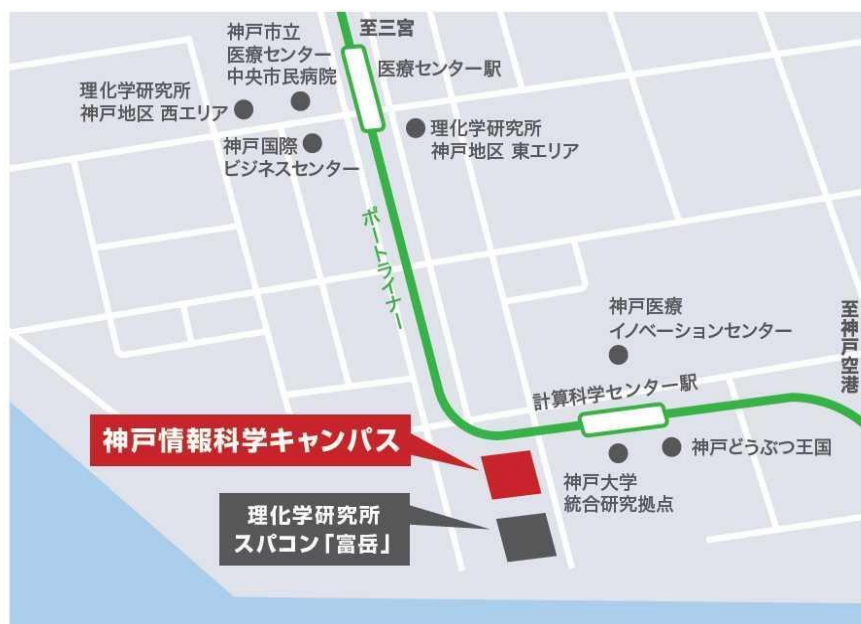 神戸市立
医療センター
中央市民病院
至三宮
医療センター駅
理化学研究所
神戸地区 西エリア
神戸国際
ビジネスセンター
理化学研究所
神戸地区 東エリア
ポートライナー
神戸医療
イノベーションセンター
至神戸空港
計算科学センター駅
神戸情報科学キャンパス
神戸どうぶつ王国
神戸大学
統合研究拠点
理化学研究所
スパコン「富岳」